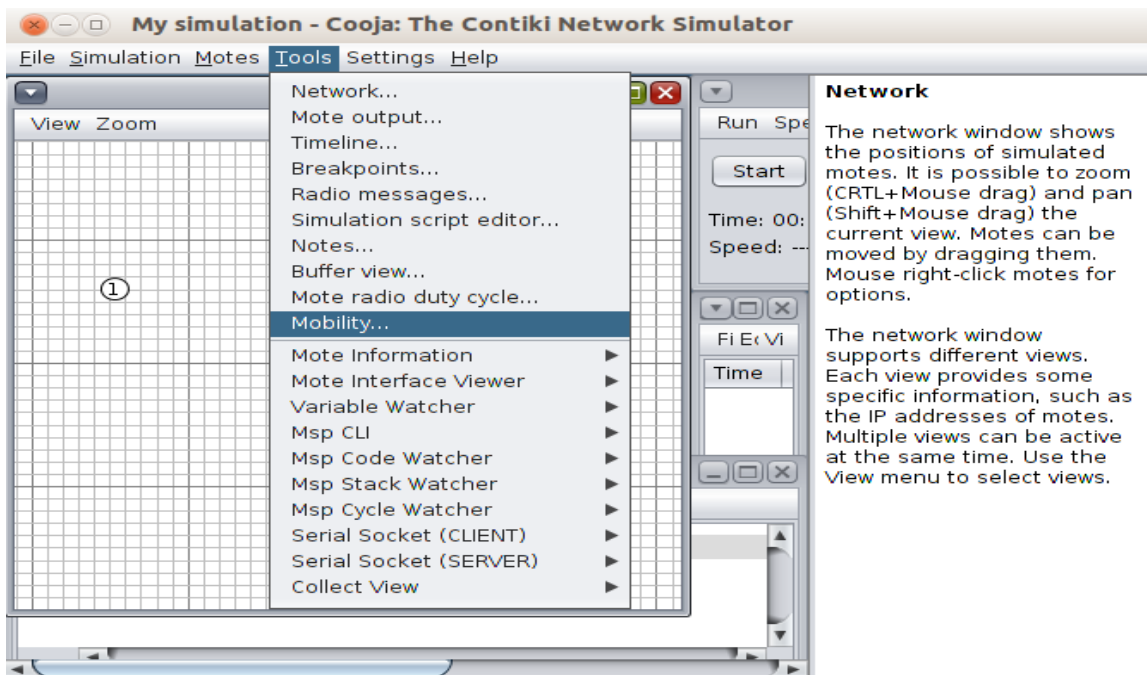 My simulation - Cooja: The Contiki Network Simulator
File Simulation Motes Tools Settings Help
View Zoom
1
Network...
Mote output...
Timeline...
Breakpoints...
Radio messages...
Simulation script editor...
Notes...
Buffer view...
Mote radio duty cycle...
Mobility...
Mote Information
Mote Interface Viewer
Variable Watcher
Msp CLI
Msp Code Watcher
Msp Stack Watcher
Msp Cycle Watcher
Serial Socket (CLIENT)
Serial Socket (SERVER)
Collect View
Run Spe
Start
Time: 00:
Speed: ---
Fi Ec Vi
Time
Network
The network window shows
the positions of simulated
motes. It is possible to zoom
(CRTL+Mouse drag) and pan
(Shift+Mouse drag) the
current view. Motes can be
moved by dragging them.
Mouse right-click motes for
options.
The network window
supports different views.
Each view provides some
specific information, such as
the IP addresses of motes.
Multiple views can be active
at the same time. Use the
View menu to select views.